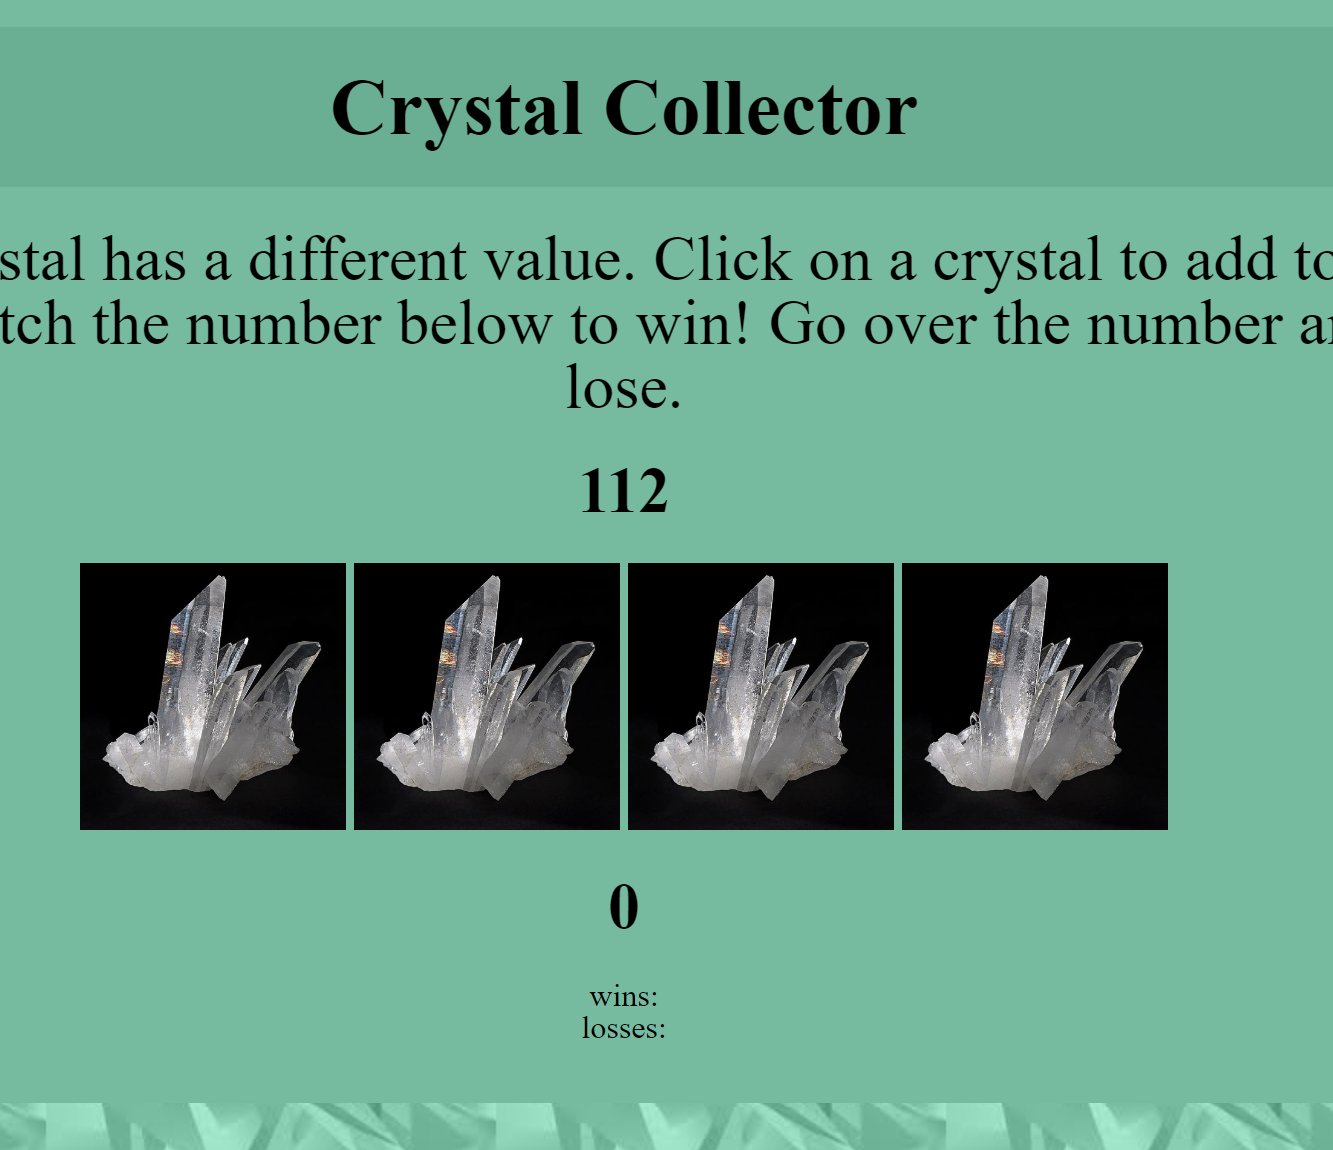 Crystal Collector
stal has a different value. Click on a crystal to add to
tch the number below to win! Go over the number
lose.
112
0
wins:
losses: